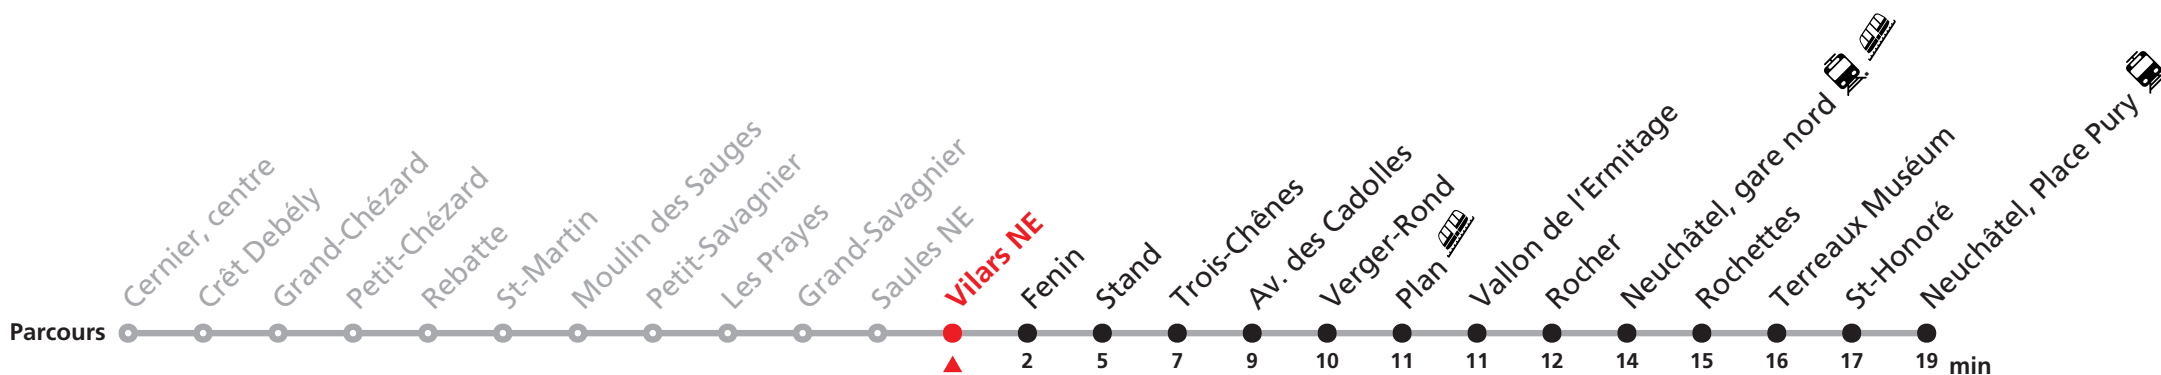 Cernier, centre
Crêt Debély
Grand-Chézard
Petit-Chézard
Rebatte
St-Martin
Moulin des Sauges
Petit-Savagnier
Les Prayes
Grand-Savagnier
Saules NE
Vilars NE
Fenin
Stand
Trois-Chênes
Av. des Cadolles
Verger-Rond
Plan
Vallon de l'Ermitage
Rocher
Neuchâtel, gare nord
Rochettes
Terreaux Muséum
St-Honoré
Neuchâtel, Place Pury
Parcours
2 5 7 9 10 11 11 12 14 15 16 17 19 min